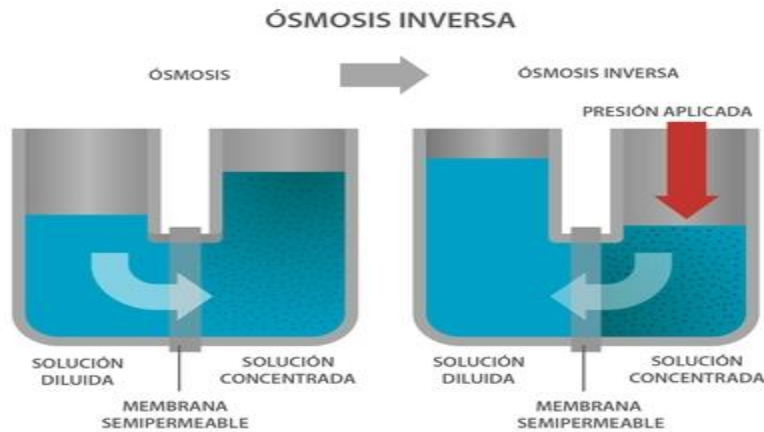 ÓSMOSIS INVERSA
ÓSMOSIS
ÓSMOSIS INVERSA
PRESIÓN APLICADA
SOLUCIÓN
DILUIDA
SOLUCIÓN
CONCENTRADA
MEMBRANA
SEMIPERMEABLE
SOLUCIÓN
DILUIDA
SOLUCIÓN
CONCENTRADA
MEMBRANA
SEMIPERMEABLE